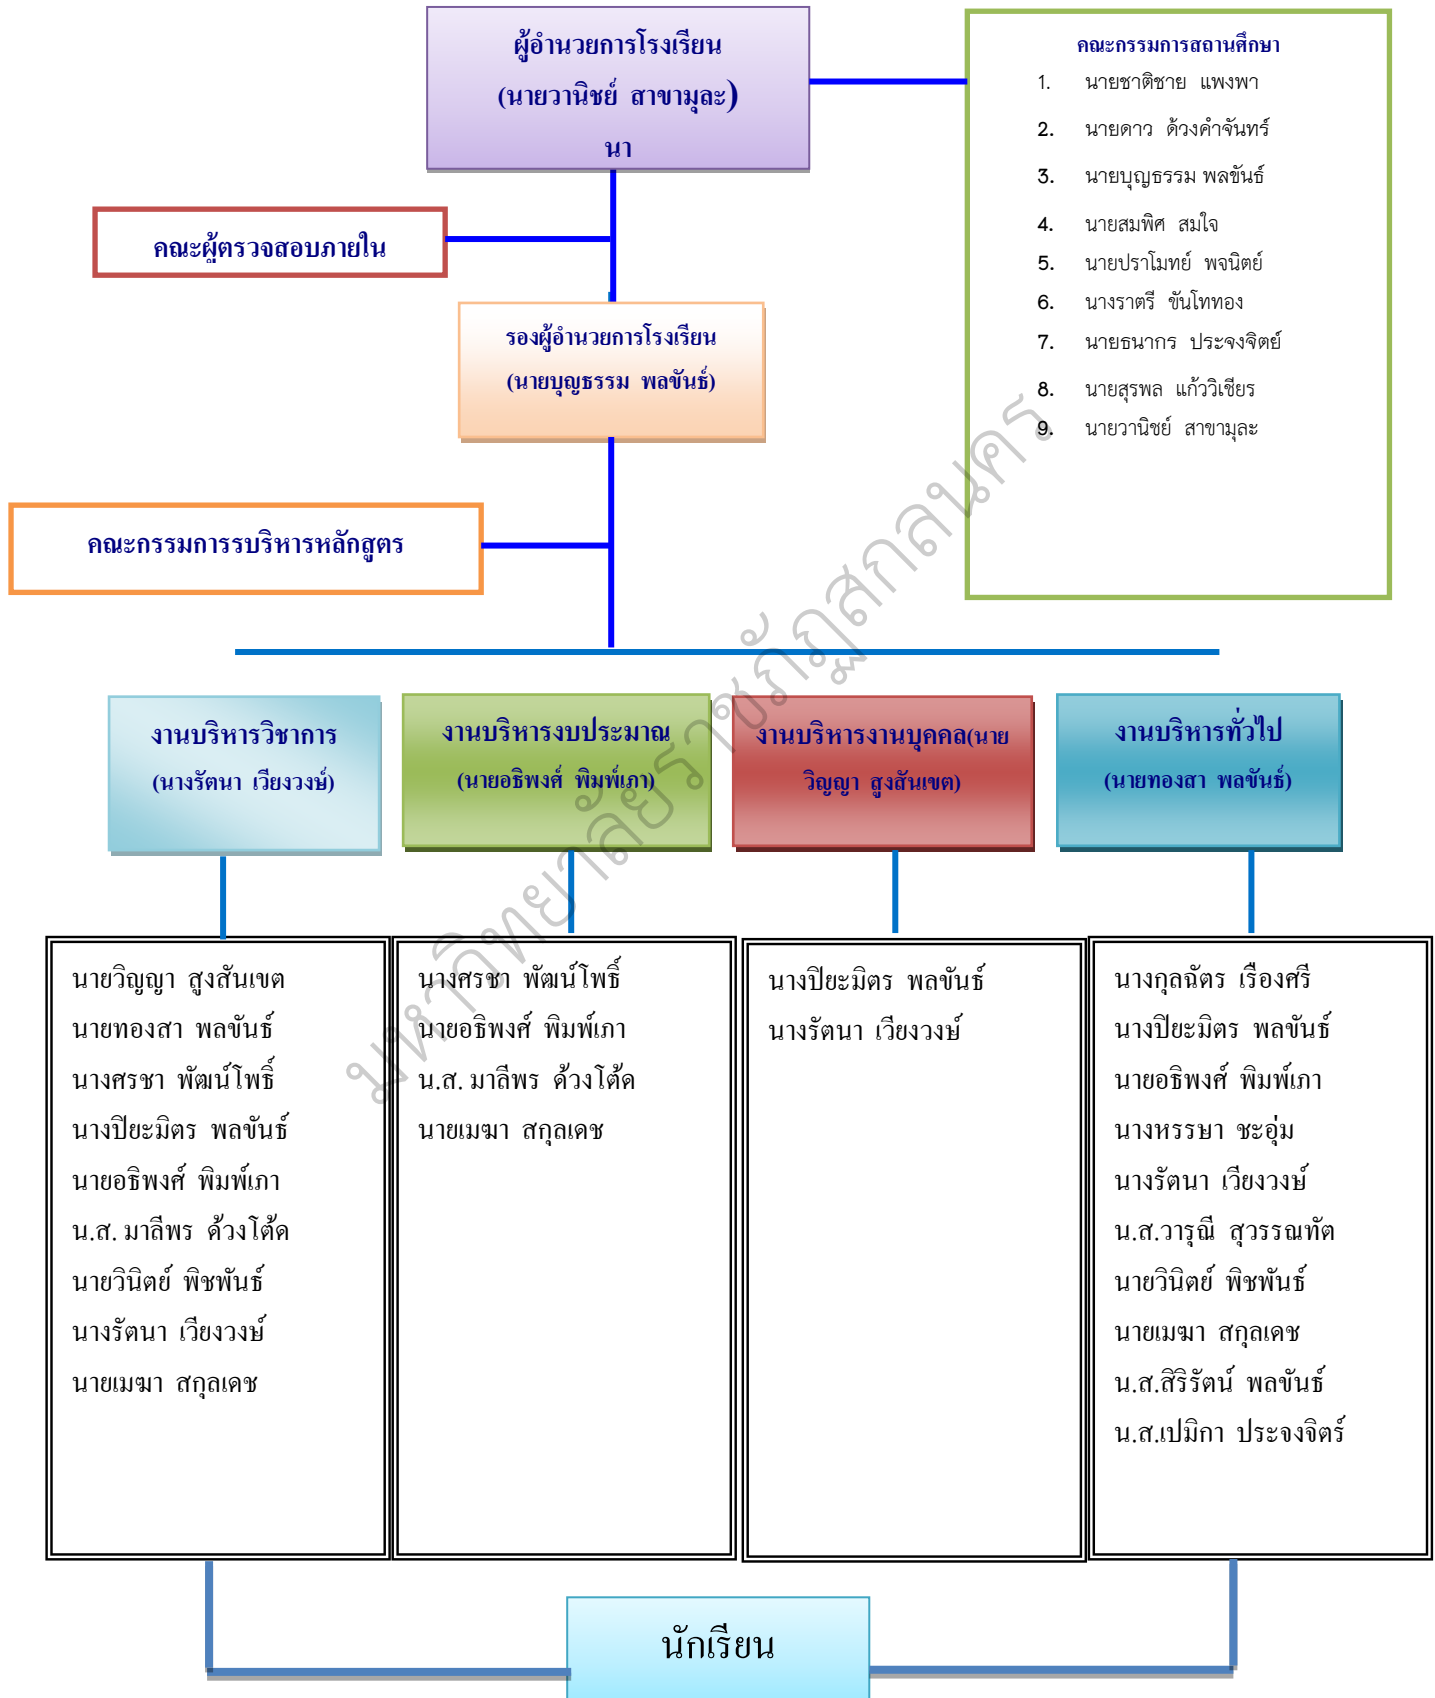 ผู้อำนวยการโรงเรียน
(นายวานิชย์ สาขามุละ)
นา
คณะกรรมการสถานศึกษา
1. นายชาติชาย แพงพา
2. นายดาว ด้วงคำจันทร์
3. นายบุญธรรม พลขันธ์
4. นายสมพิศ สมใจ
5. นายปราโมทย์ พจนิตย์
6. นางราตรี ขันโททอง
7. นายธนากร ประจงจิตย์
8. นายสุรพล แก้ววิเชียร
9. นายวานิชย์ สาขามุละ
คณะผู้ตรวจสอบภายใน
รองผู้อำนวยการโรงเรียน
(นายบุญธรรม พลขันธ์)
คณะกรรมการรบริหารหลักสูตร
งานบริหารวิชาการ
(นางรัตนา เวียงวงษ์)
งานบริหารงบประมาณ
(นายอธิพงศ์ พิมพ์เภา)
งานบริหารงานบุคคล(นาย
วิญญา สูงสันเขต)
งานบริหารทั่วไป
(นายทองสา พลขันธ์)
นายวิญญา สูงสันเขต
นายทองสา พลขันธ์
นางศรชา พัฒน์โพธิ์
นางปิยะมิตร พลขันธ์
นายอธิพงศ์ พิมพ์เภา
น.ส. มาลีพร ด้วงโต้ด
นายวินิตย์ พิชพันธ์
นางรัตนา เวียงวงษ์
นายเมฆา สกุลเดช
นางศรชา พัฒน์โพธิ์
นายอธิพงศ์ พิมพ์เภา
น.ส. มาลีพร ด้วงโต้ด
นายเมฆา สกุลเดช
นางปิยะมิตร พลขันธ์
นางรัตนา เวียงวงษ์
นางกุลฉัตร เรืองศรี
นางปิยะมิตร พลขันธ์
นายอธิพงศ์ พิมพ์เภา
นางหรรษา ชะอุ่ม
นางรัตนา เวียงวงษ์
น.ส.วารุณี สุวรรณทัต
นายวินิตย์ พิชพันธ์
นายเมฆา สกุลเดช
น.ส.สิริรัตน์ พลขันธ์
น.ส.เปมิกา ประจงจิตร์
นักเรียน
มหาวิทยาลัยราชภัฏสกลนคร